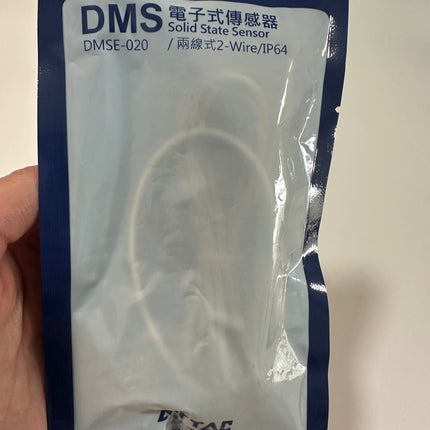 DMS 電子式傳感器
Solid State Sensor
DMSE-020 / 兩線式2-Wire/IP64